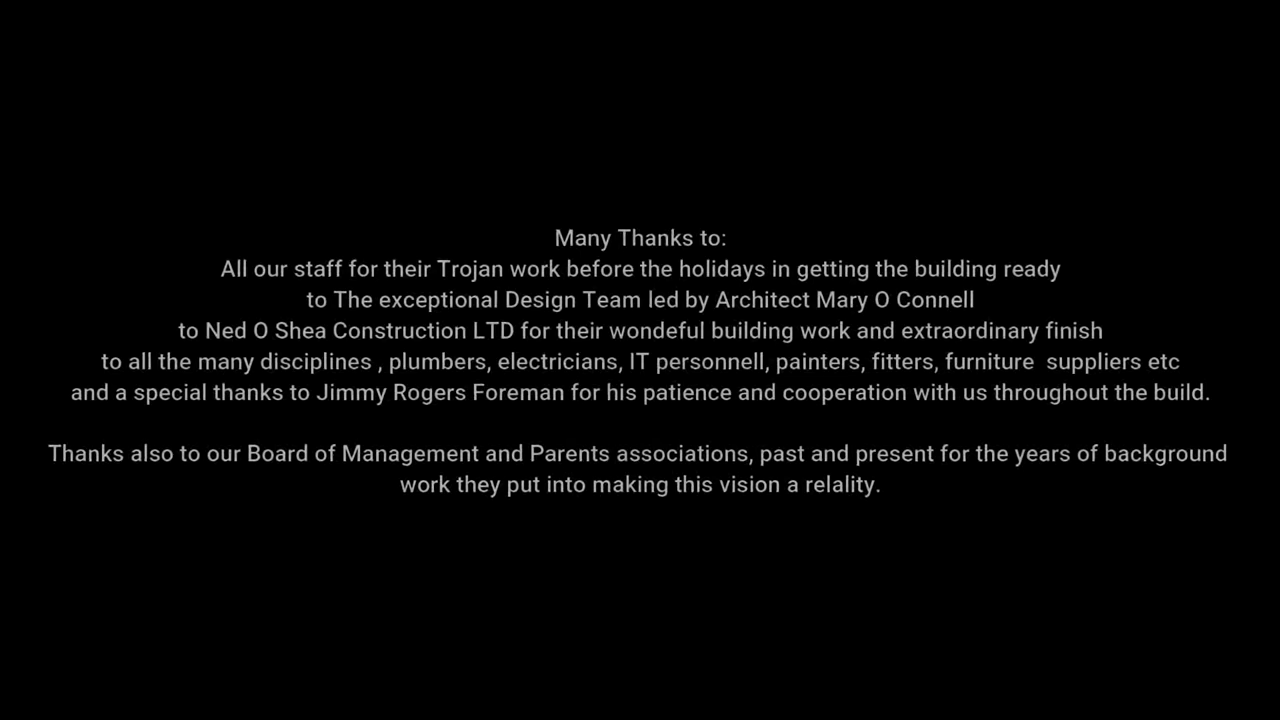 Many Thanks to:
All our staff for their Trojan work before the holidays in getting the building ready
to The exceptional Design Team led by Architect Mary O Connell
to Ned O Shea Construction LTD for their wondeful building work and extraordinary finish
to all the many disciplines , plumbers, electricians, IT personnell, painters, fitters, furniture  suppliers etc
and a special thanks to Jimmy Rogers Foreman for his patience and cooperation with us throughout the build.
Thanks also to our Board of Management and Parents associations, past and present for the years of background
work they put into making this vision a relality.